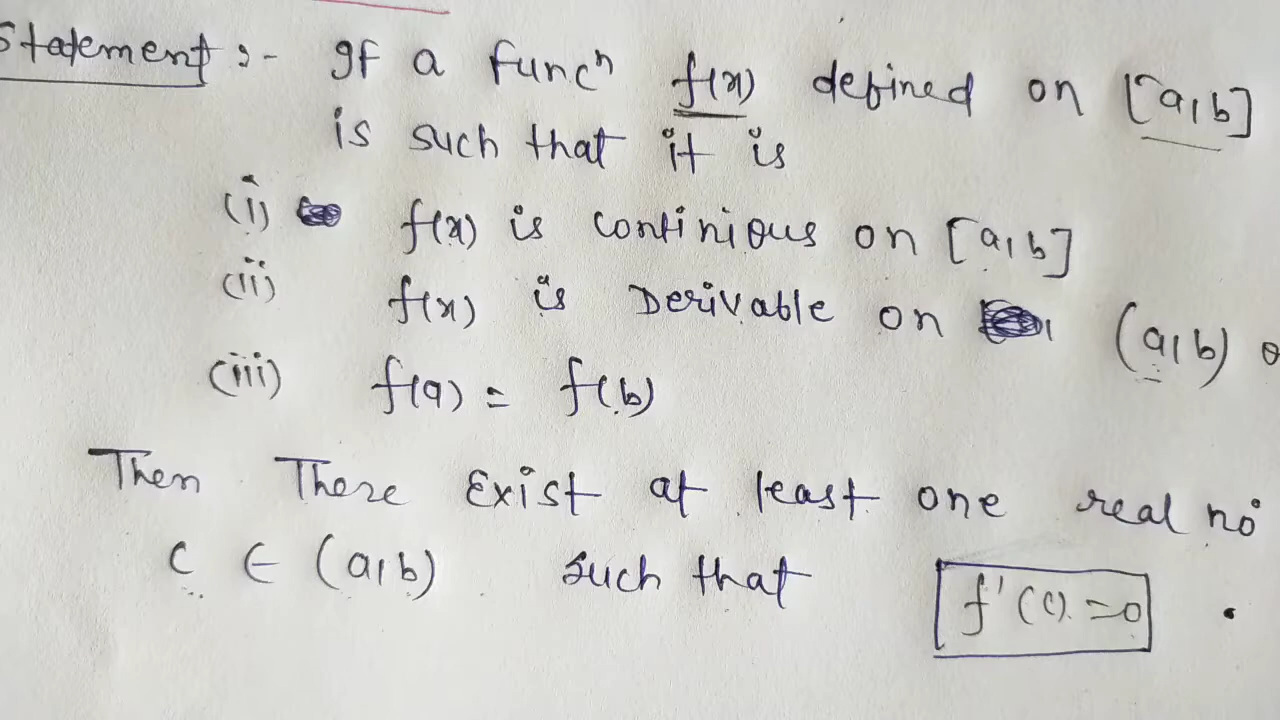 Statement :- If a funcⁿ f(x) defined on [a,b]
is such that it is
(i) f(x) is continious on [a,b]
(ii) f(x) is Derivable on (a,b)
(iii) f(a) = f(b)
Then There Exist at least one real no
c ∈ (a,b) such that f'(c) = 0 .